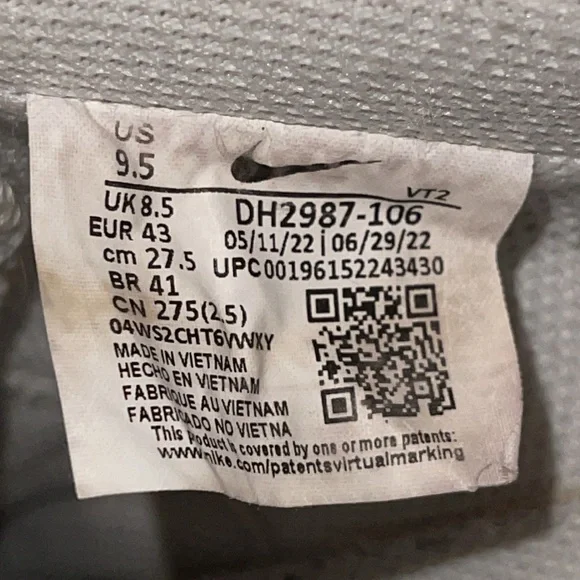 US
9.5
VT2
UK 8.5
DH2987-106
EUR 43
05/11/22 | 06/29/22
cm 27.5
UPC00196152243430
BR 41
CN 275(2.5)
MADE IN VIETNAM
HECHO EN VIETNAM
FABRIQUE AU VIETNAM
FABRICADO NO VIETNA
This product is covered by one or more patents:
www.nike.com/patentsvirtualmarking